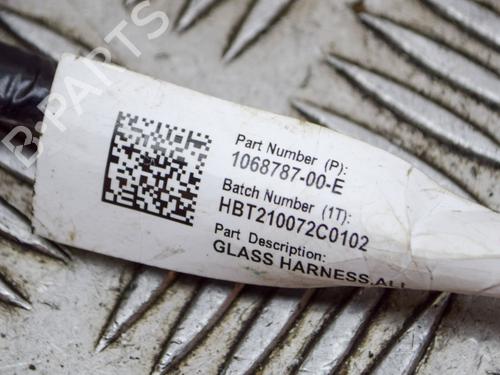 B-PARTS
Part Number (P):
1068787-00-E
Batch Number (1T):
HBT210072C0102
Part Description:
GLASS HARNESS,ALL